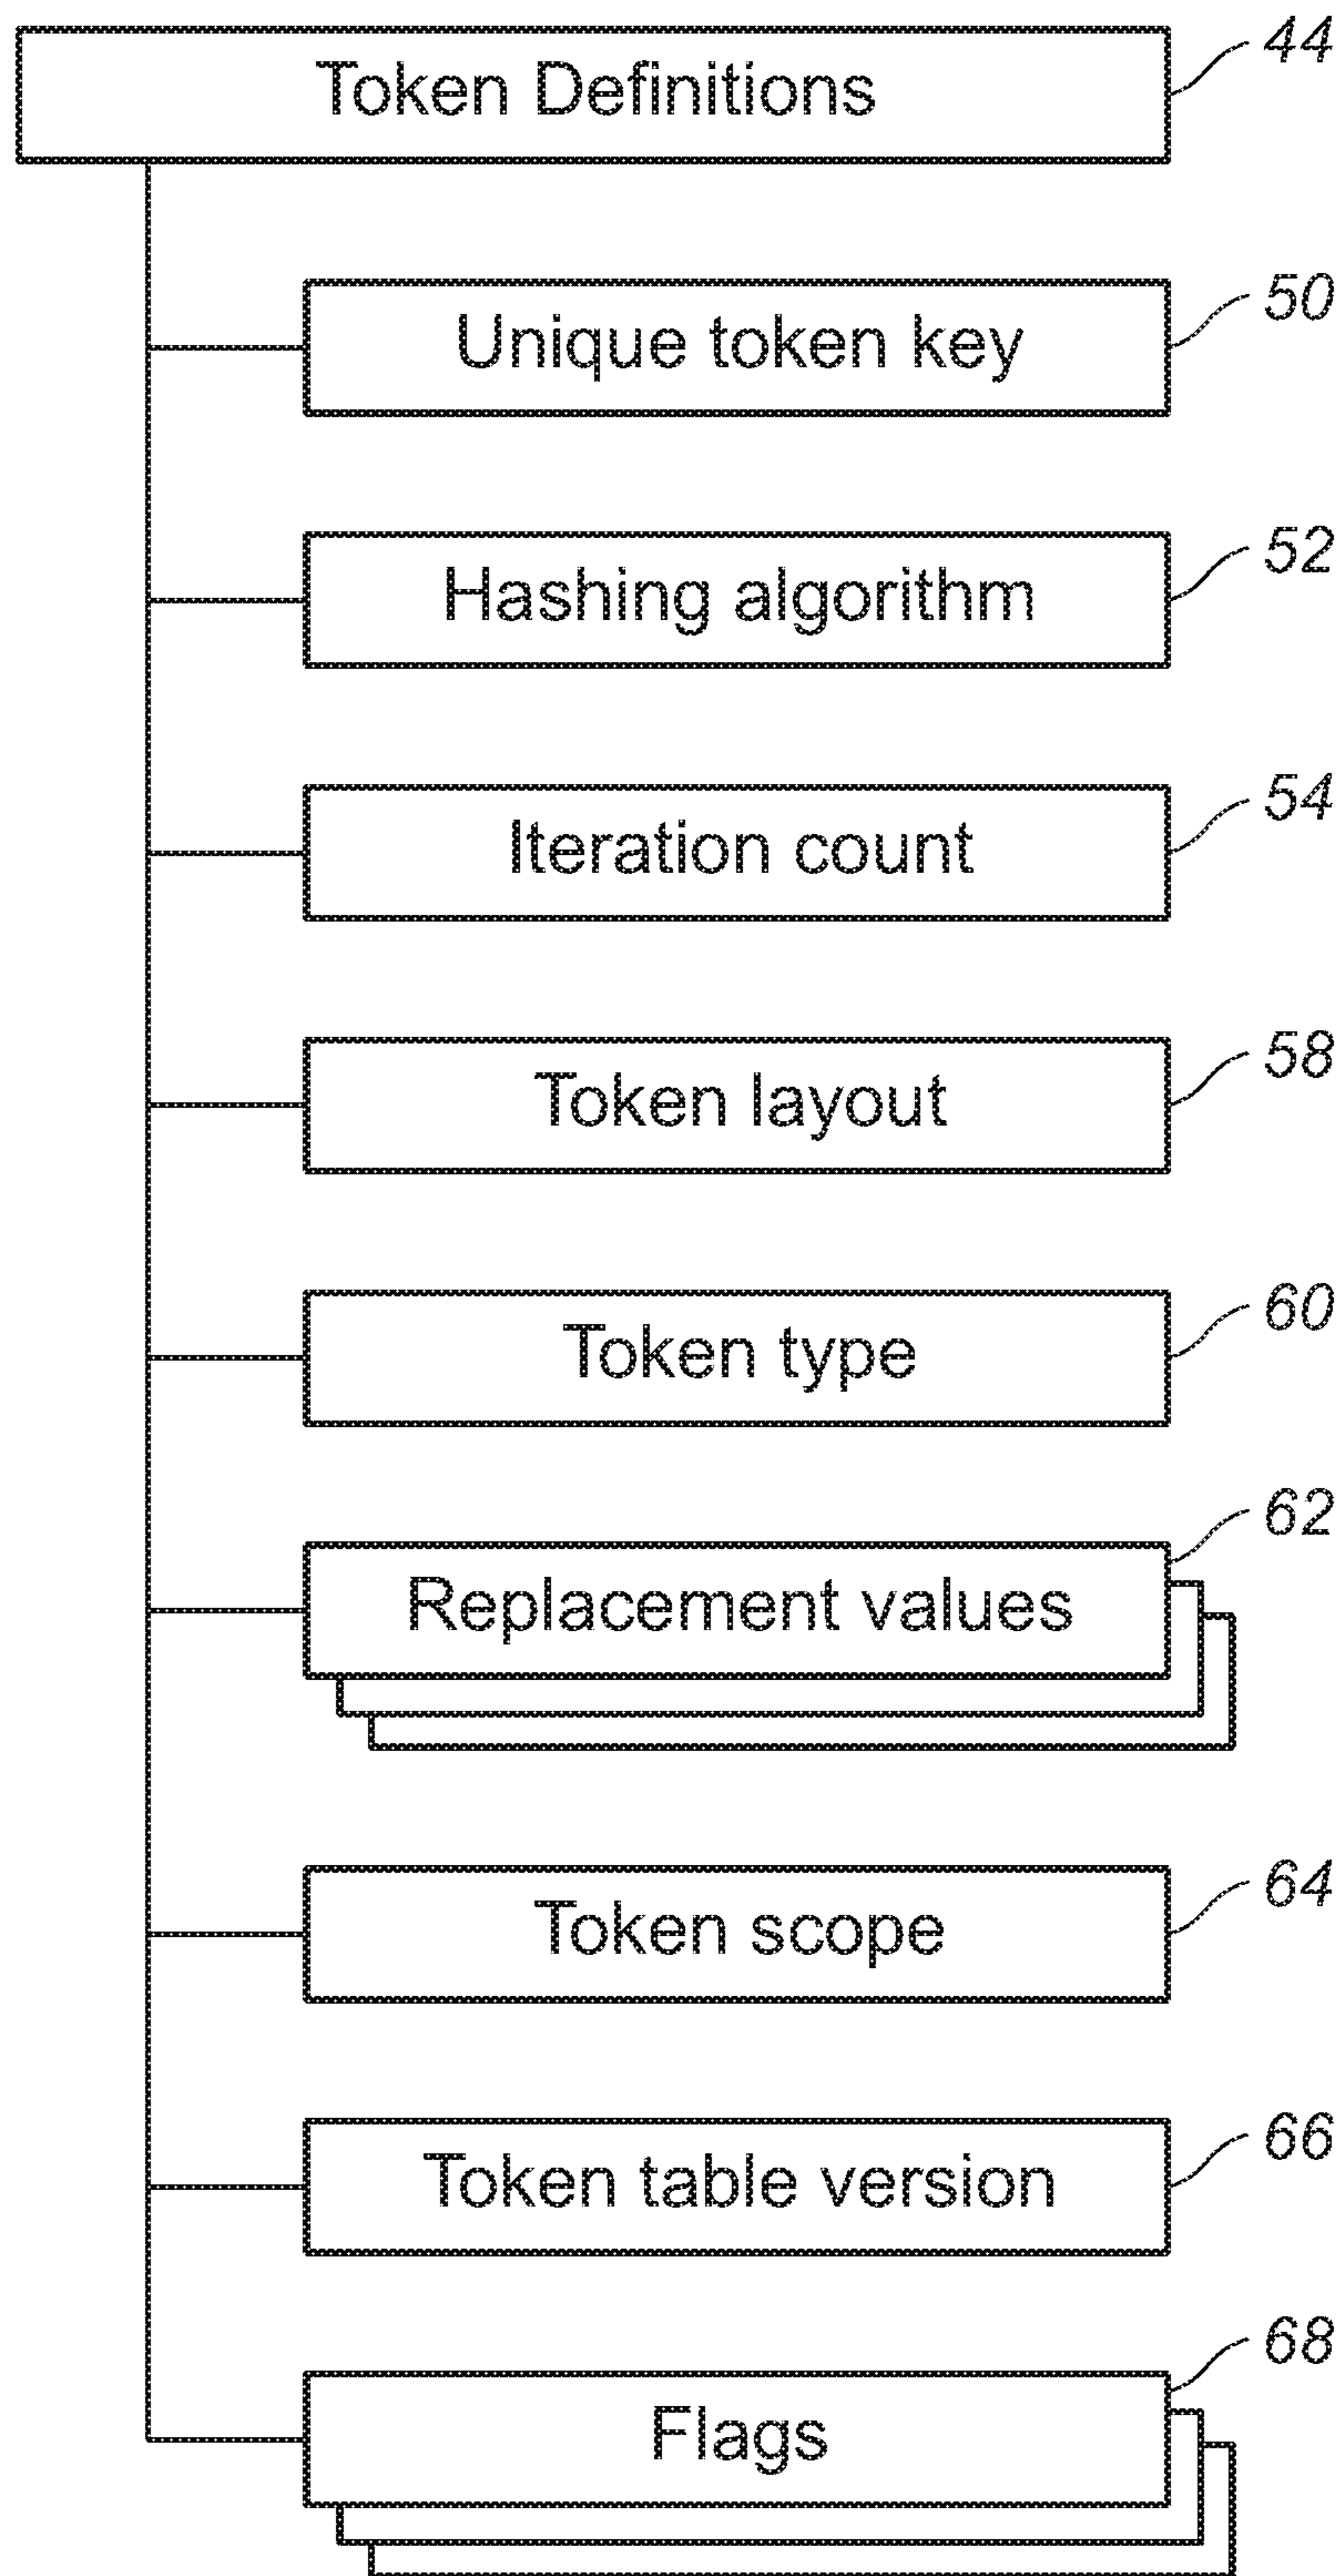 Token Definitions 44
Unique token key 50
Hashing algorithm 52
Iteration count 54
Token layout 58
Token type 60
Replacement values 62
Token scope 64
Token table version 66
Flags 68